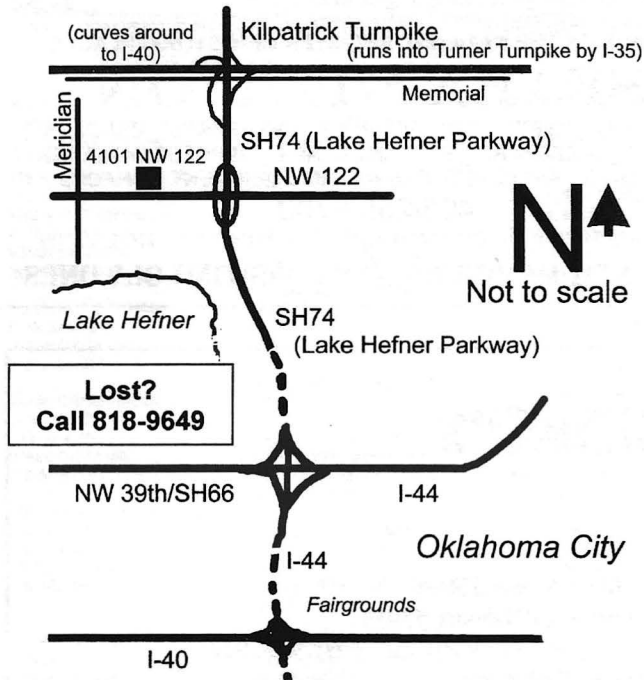 Kilpatrick Turnpike
(curves around
to I-40)
(runs into Turner Turnpike by I-35)
Memorial
Meridian
SH74 (Lake Hefner Parkway)
4101 NW 122
NW 122
N
Not to scale
Lake Hefner
SH74
(Lake Hefner Parkway)
Lost?
Call 818-9649
NW 39th/SH66
I-44
Oklahoma City
I-44
Fairgrounds
I-40